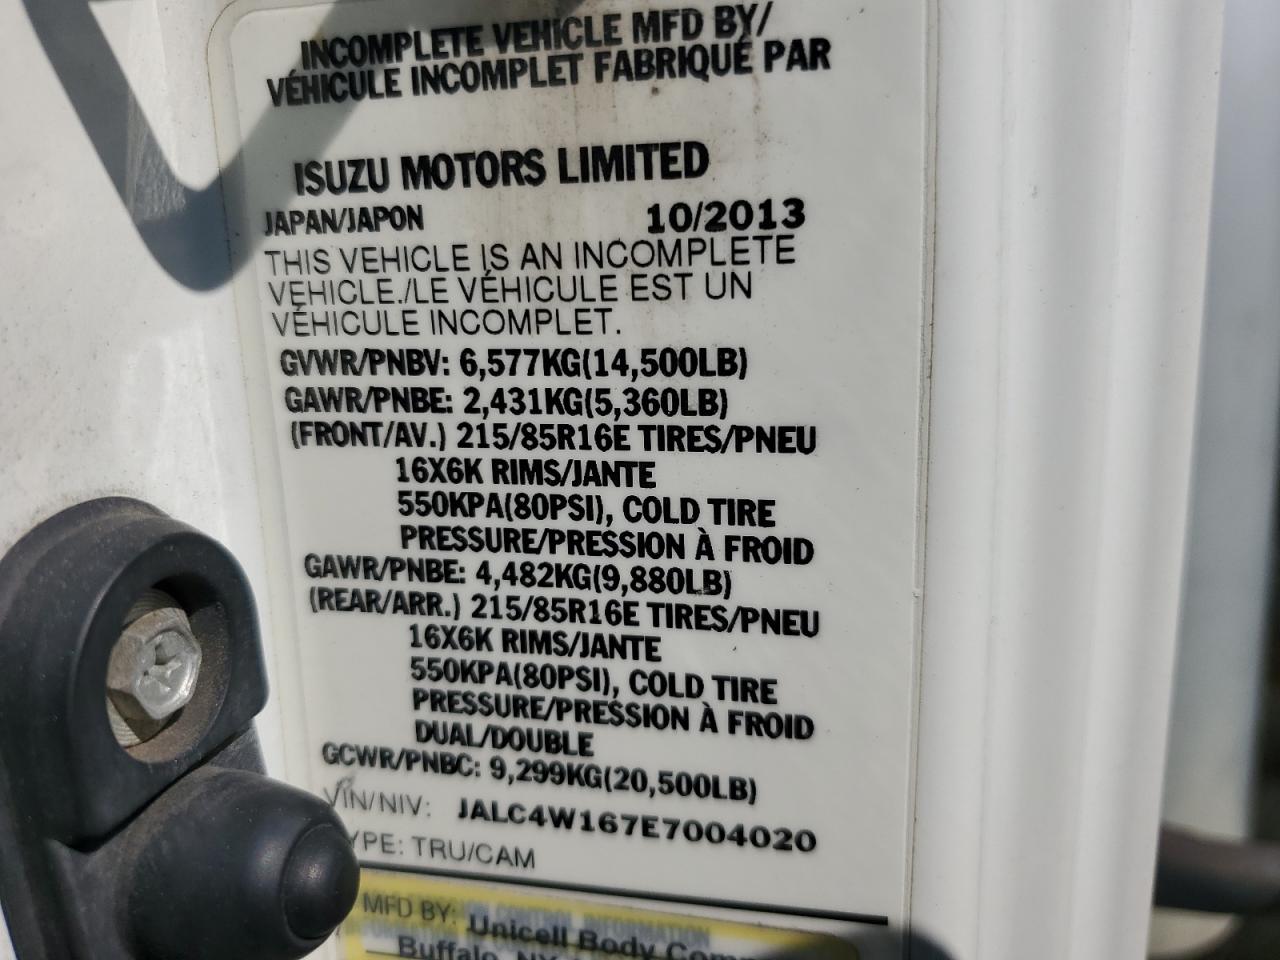 INCOMPLETE VEHICLE MFD BY/
VÉHICULE INCOMPLET FABRIQUÉ PAR
ISUZU MOTORS LIMITED
JAPAN/JAPON 10/2013
THIS VEHICLE IS AN INCOMPLETE
VEHICLE./LE VÉHICULE EST UN
VÉHICULE INCOMPLET.
GVWR/PNBV: 6,577KG(14,500LB)
GAWR/PNBE: 2,431KG(5,360LB)
(FRONT/AV.) 215/85R16E TIRES/PNEU
16X6K RIMS/JANTE
550KPA(80PSI), COLD TIRE
PRESSURE/PRESSION À FROID
GAWR/PNBE: 4,482KG(9,880LB)
(REAR/ARR.) 215/85R16E TIRES/PNEU
16X6K RIMS/JANTE
550KPA(80PSI), COLD TIRE
PRESSURE/PRESSION À FROID
DUAL/DOUBLE
GCWR/PNBC: 9,299KG(20,500LB)
VIN/NIV: JALC4W167E7004020
YPE: TRU/CAM
MFD BY: Unicell Body Comp
CONTROL INFORMATION
Buffalo, NY